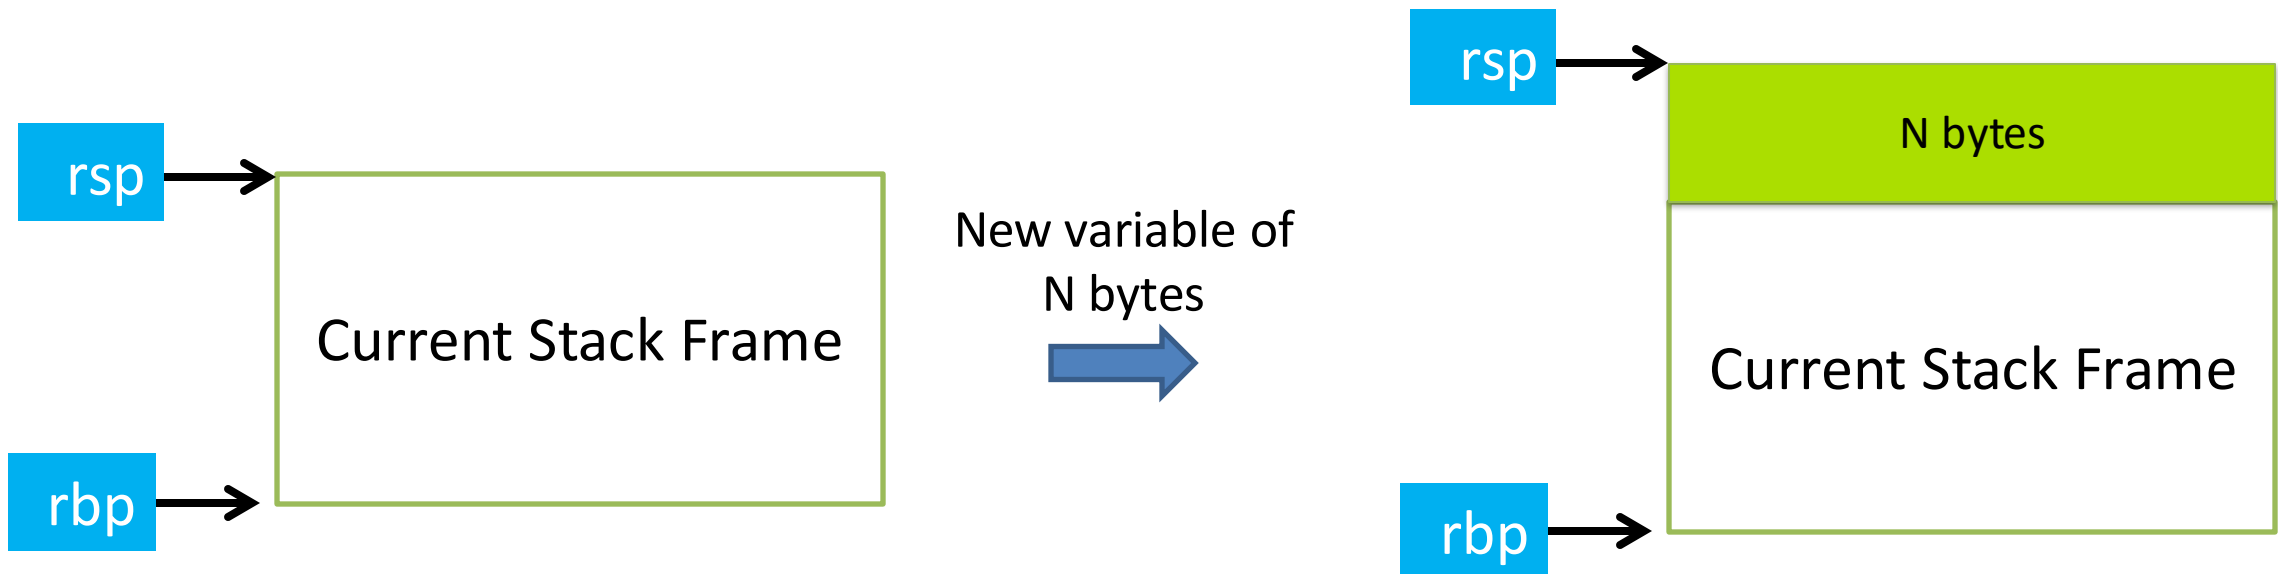 rsp
Current Stack Frame
rbp
New variable of
N bytes
rsp
N bytes
Current Stack Frame
rbp